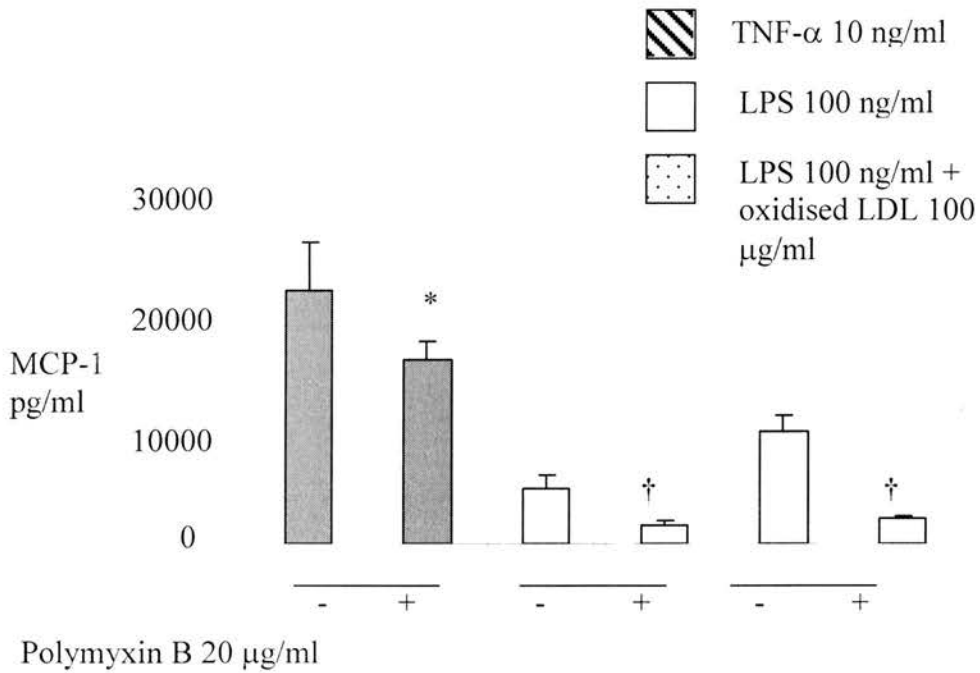 TNF-α 10 ng/ml
LPS 100 ng/ml
LPS 100 ng/ml +
oxidised LDL 100
μg/ml
30000
20000
10000
0
MCP-1
pg/ml
*
†
†
- + - + - +
Polymyxin B 20 μg/ml